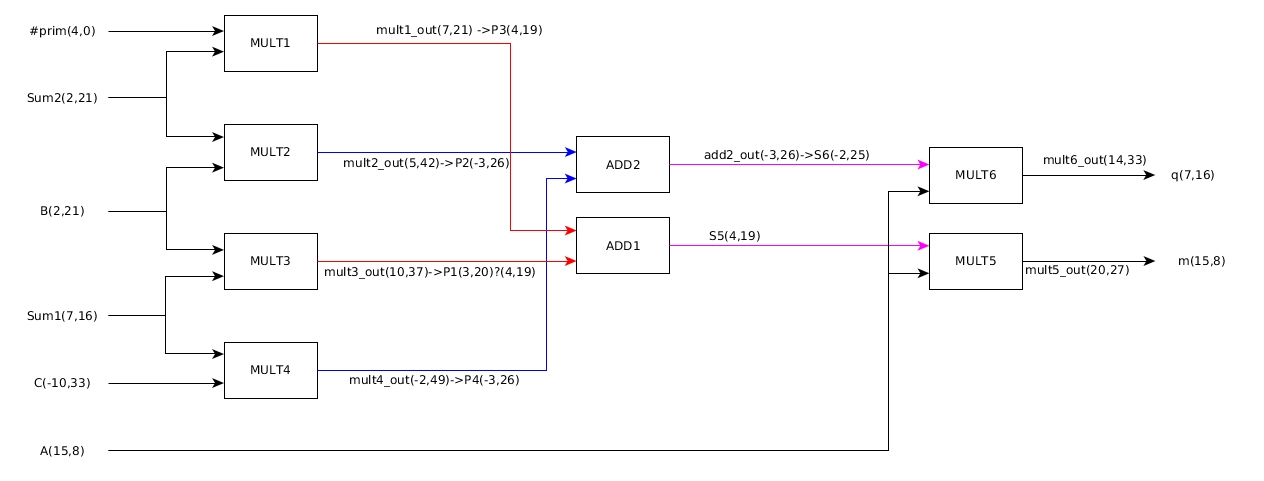 #prim(4,0)
MULT1
mult1_out(7,21) ->P3(4,19)
Sum2(2,21)
MULT2
mult2_out(5,42)->P2(-3,26)
ADD2
add2_out(-3,26)->S6(-2,25)
MULT6
mult6_out(14,33)
q(7,16)
B(2,21)
MULT3
mult3_out(10,37)->P1(3,20)?(4,19)
ADD1
S5(4,19)
MULT5
mult5_out(20,27)
m(15,8)
Sum1(7,16)
MULT4
mult4_out(-2,49)->P4(-3,26)
C(-10,33)
A(15,8)